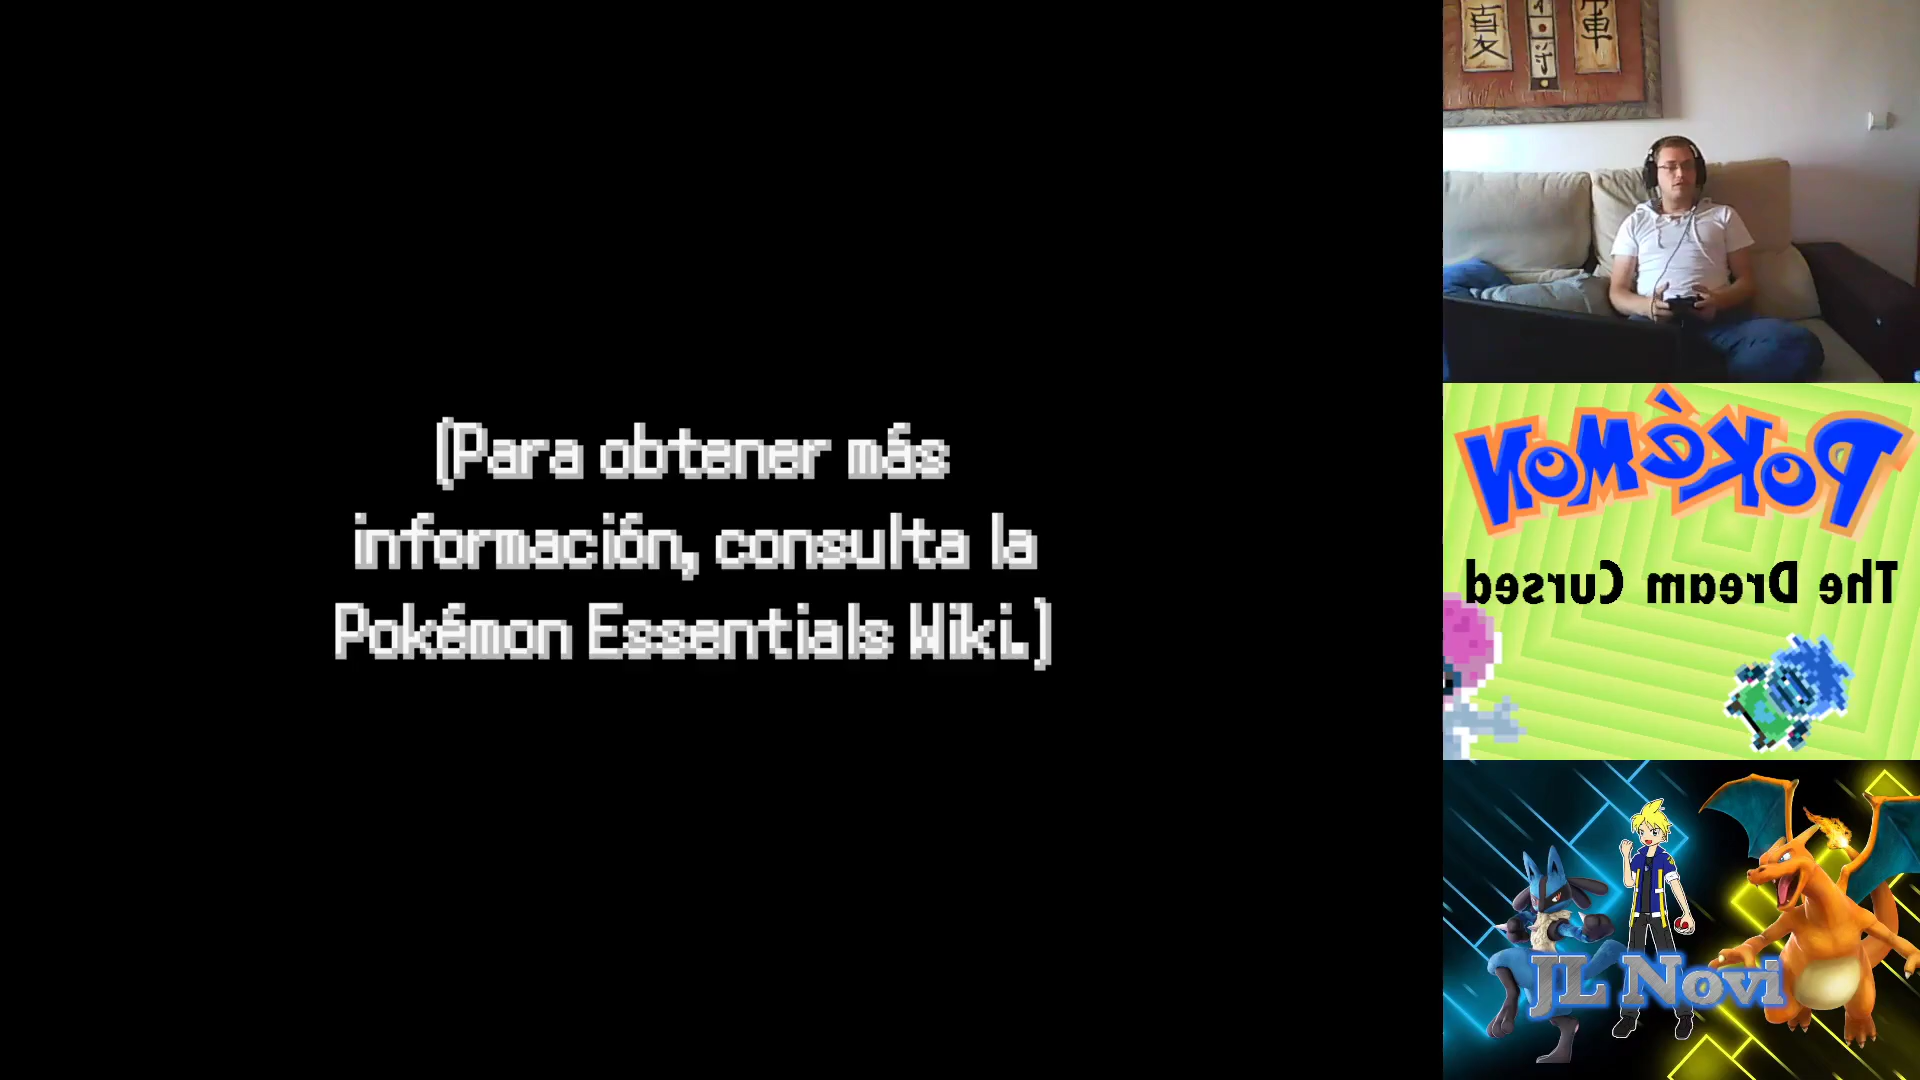 (Para obtener más
información, consulta la
Pokémon Essentials Wiki.)
POKéMON
The Dream Cursed
JL Novi